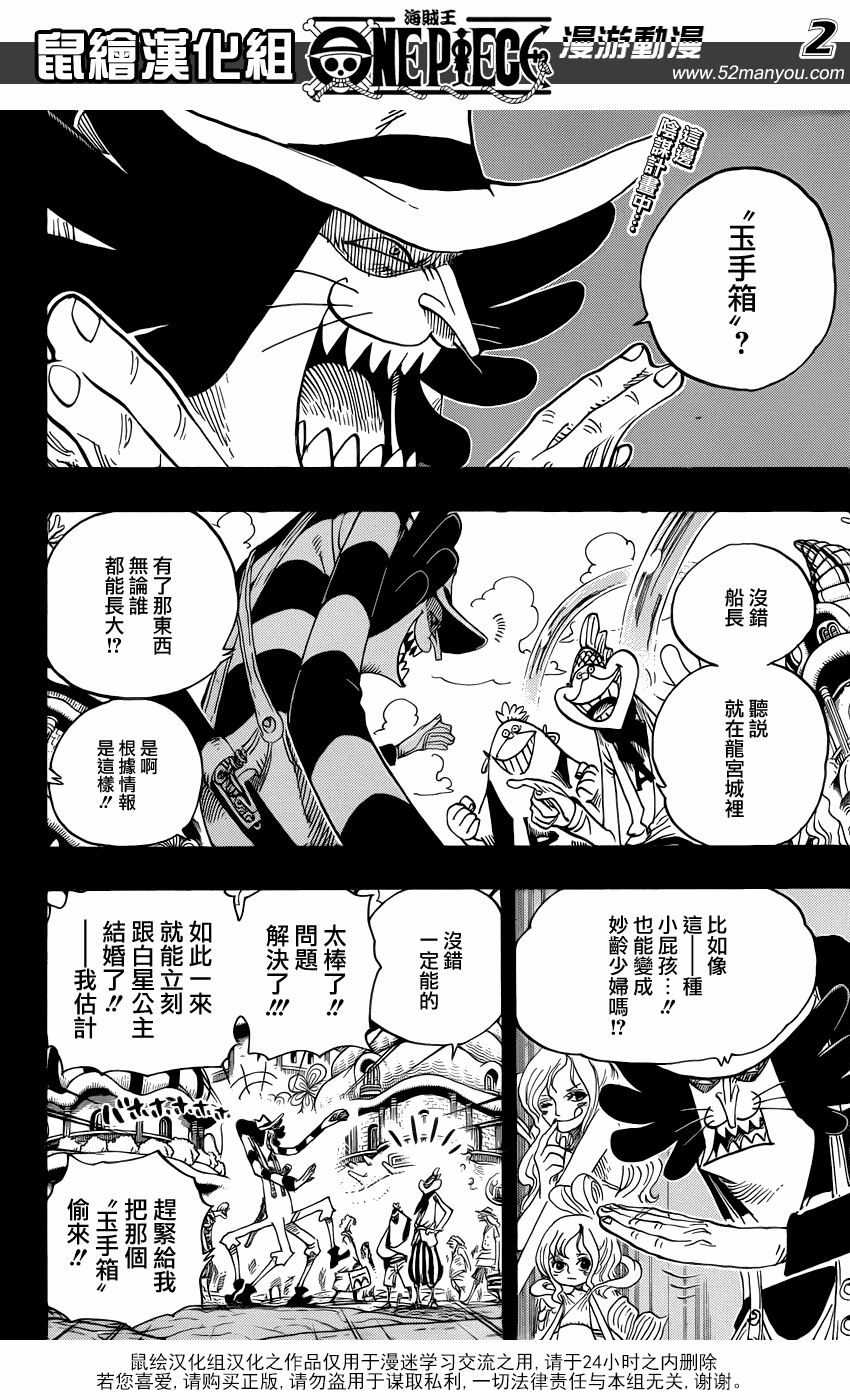 鼠繪漢化組
海賊王
ONE PIECE
漫游動漫
2
www.52manyou.com
這邊
陰謀計畫中…
〝玉手箱〞?
沒錯
船長
聽説
就在龍宮城裡
有了那東西
無論誰
都能長大!?
是啊
根據情報
是這樣!!
比如像
這——種
小屁孩…!!
也能變成
妙齡少婦嗎!?
沒錯
一定能的
太棒了!!
問題
解決了!!!
如此一來
就能立刻
跟白星公主
結婚了!!
——我估計
バホホホホホ
趕緊給我
把那個
〝玉手箱〞
偷來!!
鼠绘汉化组汉化之作品仅用于漫迷学习交流之用, 请于24小时之内删除
若您喜爱, 请购买正版, 请勿盗用于谋取私利, 一切法律责任与本组无关, 谢谢。